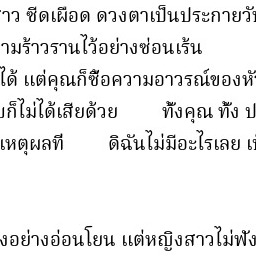 าว ซีดเผือด ดวงตาเป็นประกายวั
ามร้าวรานไว้อย่างซ่อนเร้น
ได้ แต่คุณก็ซื้อความอาวรณ์ของหั
ก็ไม่ได้เสียด้วย ทั้งคุณ ทั้ง ป
เหตุผลที่ ดิฉันไม่มีอะไรเลย เ
งอย่างอ่อนโยน แต่หญิงสาวไม่ฟัง